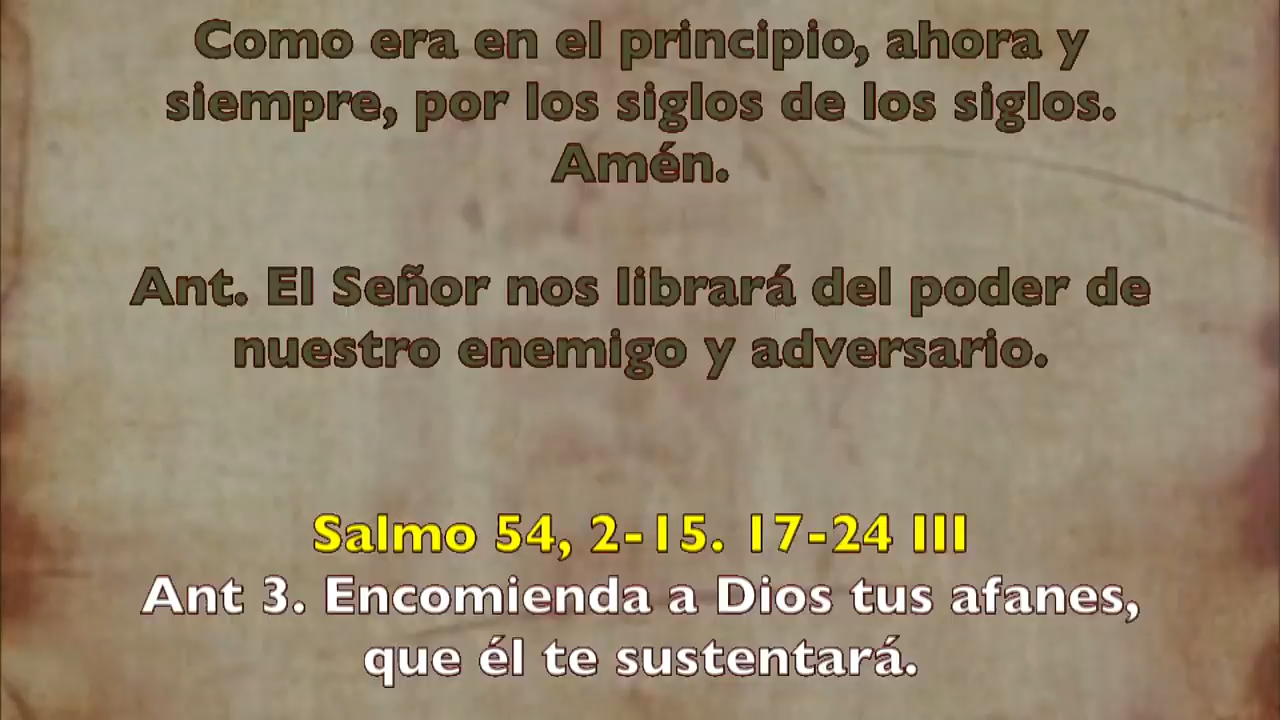 Como era en el principio, ahora y
siempre, por los siglos de los siglos.
Amén.
Ant. El Señor nos librará del poder de
nuestro enemigo y adversario.
Salmo 54, 2-15. 17-24 III
Ant 3. Encomienda a Dios tus afanes,
que él te sustentará.